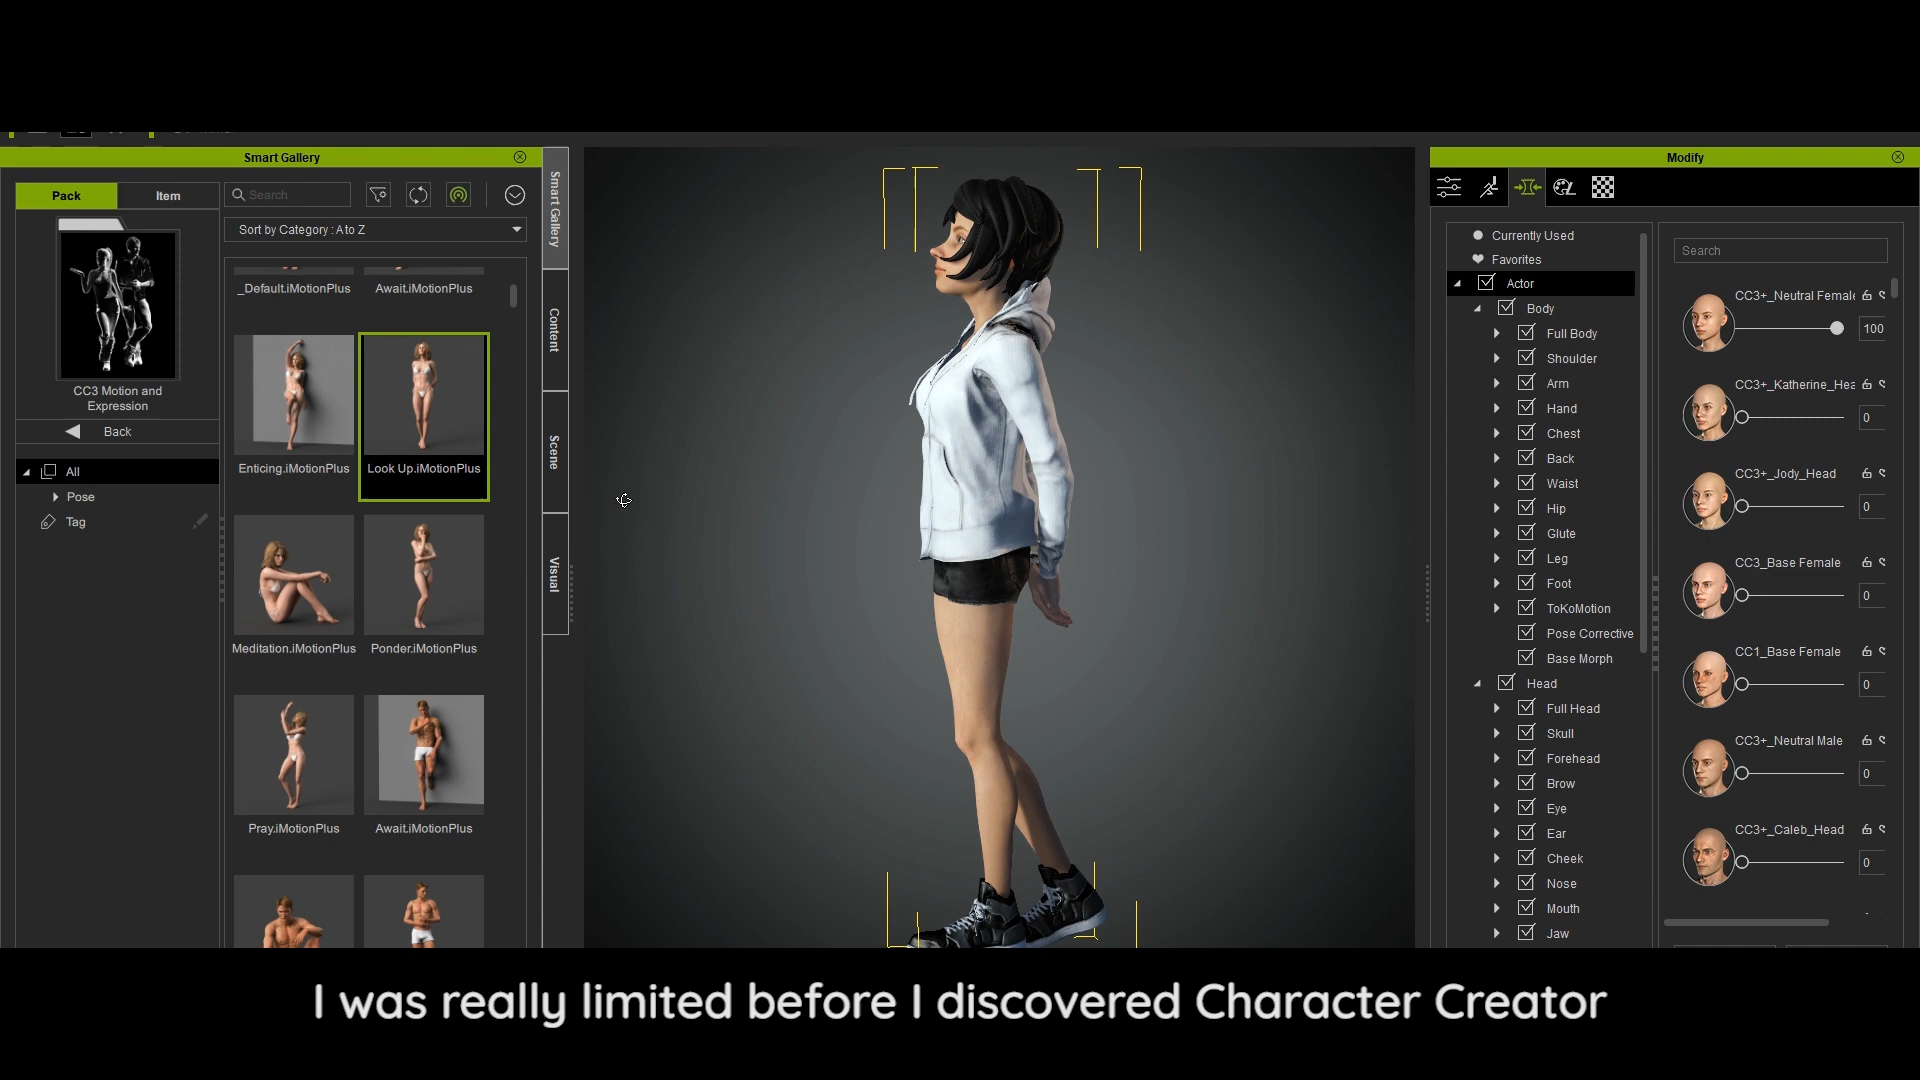 Smart Gallery
Pack
Item
Search
Sort by Category : A to Z
CC3 Motion and
Expression
Back
All
Pose
Tag
_Default.iMotionPlus
Await.iMotionPlus
Enticing.iMotionPlus
Look Up.iMotionPlus
Meditation.iMotionPlus
Ponder.iMotionPlus
Pray.iMotionPlus
Await.iMotionPlus
Smart Gallery
Content
Scene
Visual
Modify
Currently Used
Favorites
Actor
Body
Full Body
Shoulder
Arm
Hand
Chest
Back
Waist
Hip
Glute
Leg
Foot
ToKoMotion
Pose Corrective
Base Morph
Head
Full Head
Skull
Forehead
Brow
Eye
Ear
Cheek
Nose
Mouth
Jaw
Search
CC3+_Neutral Female
100
CC3+_Katherine_Hea
0
CC3+_Jody_Head
0
CC3_Base Female
0
CC1_Base Female
0
CC3+_Neutral Male
0
CC3+_Caleb_Head
0
I was really limited before I discovered Character Creator